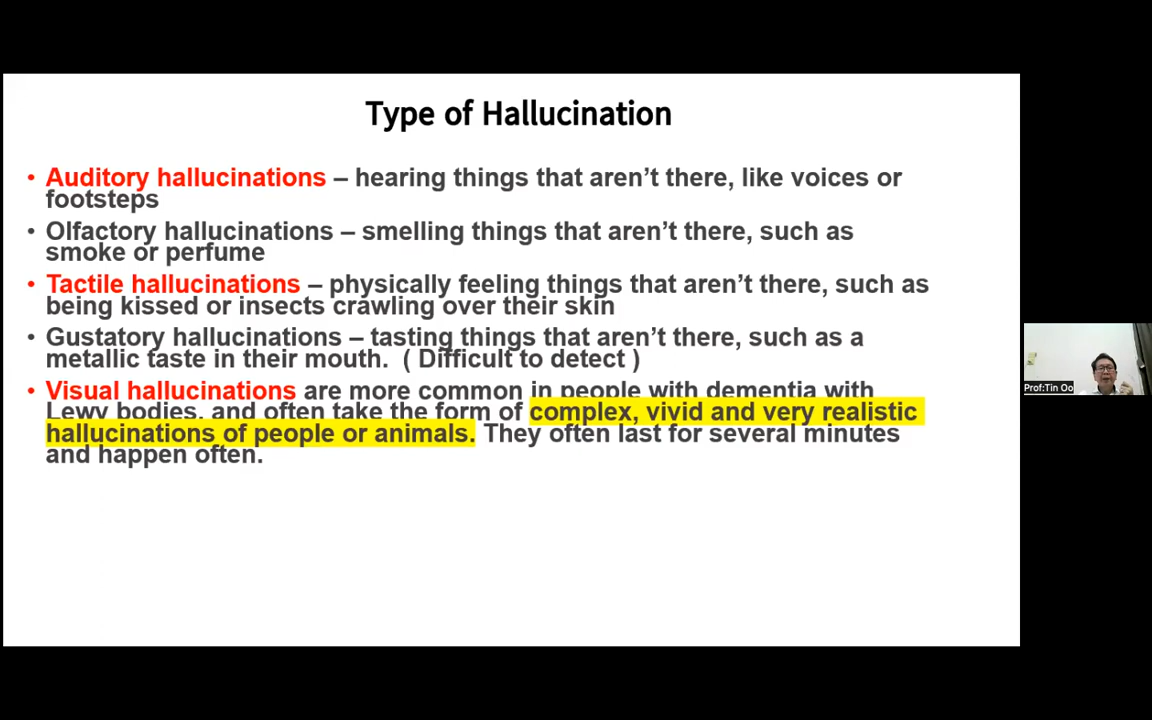 Type of Hallucination
• Auditory hallucinations – hearing things that aren’t there, like voices or
footsteps
• Olfactory hallucinations – smelling things that aren’t there, such as
smoke or perfume
• Tactile hallucinations – physically feeling things that aren’t there, such as
being kissed or insects crawling over their skin
• Gustatory hallucinations – tasting things that aren’t there, such as a
metallic taste in their mouth. ( Difficult to detect )
• Visual hallucinations are more common in people with dementia with
Lewy bodies, and often take the form of complex, vivid and very realistic
hallucinations of people or animals. They often last for several minutes
and happen often.
Prof:Tin Oo